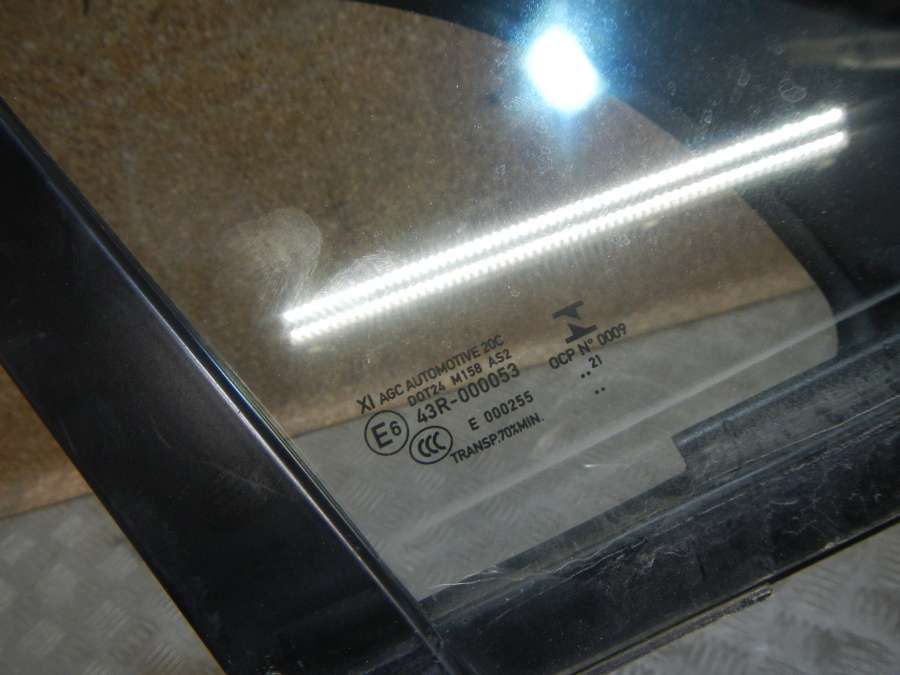 XI AGC AUTOMOTIVE 20C
DOT24 M158 AS2
E6 43R-000053
CCC E 000255
TRANSP.70%MIN.
I
OCP N° 0009
..21
..